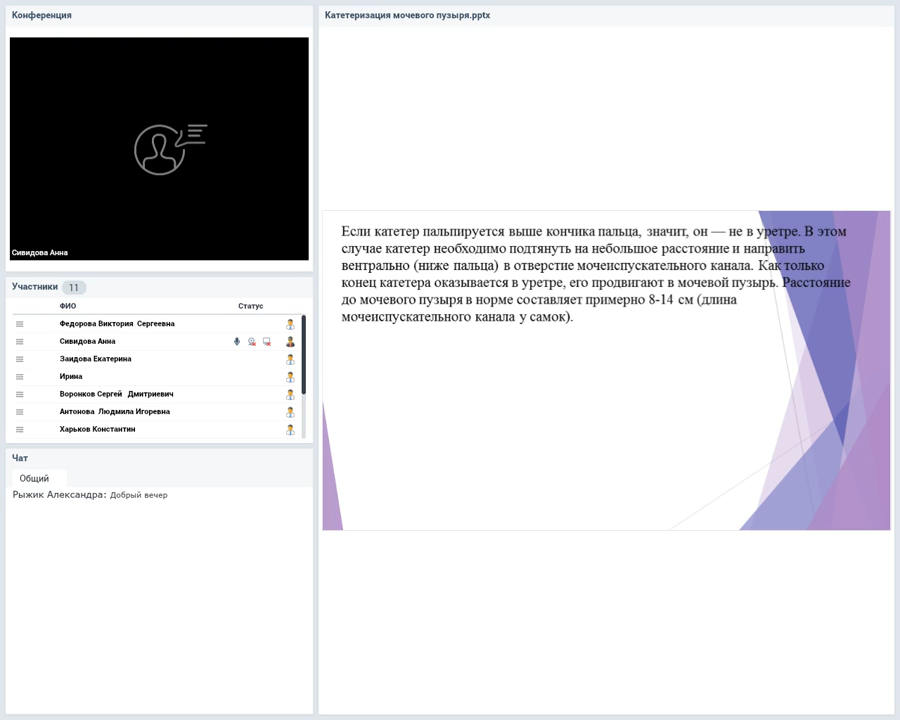 Конференция
Сивидова Анна
Участники 11
ФИО Статус
Федорова Виктория Сергеевна
Сивидова Анна
Заидова Екатерина
Ирина
Воронков Сергей Дмитриевич
Антонова Людмила Игоревна
Харьков Константин
Чат
Общий
Рыжик Александра: Добрый вечер
Катетеризация мочевого пузыря.pptx
Если катетер пальпируется выше кончика пальца, значит, он — не в уретре. В этом
случае катетер необходимо подтянуть на небольшое расстояние и направить
вентрально (ниже пальца) в отверстие мочеиспускательного канала. Как только
конец катетера оказывается в уретре, его продвигают в мочевой пузырь. Расстояние
до мочевого пузыря в норме составляет примерно 8-14 см (длина
мочеиспускательного канала у самок).